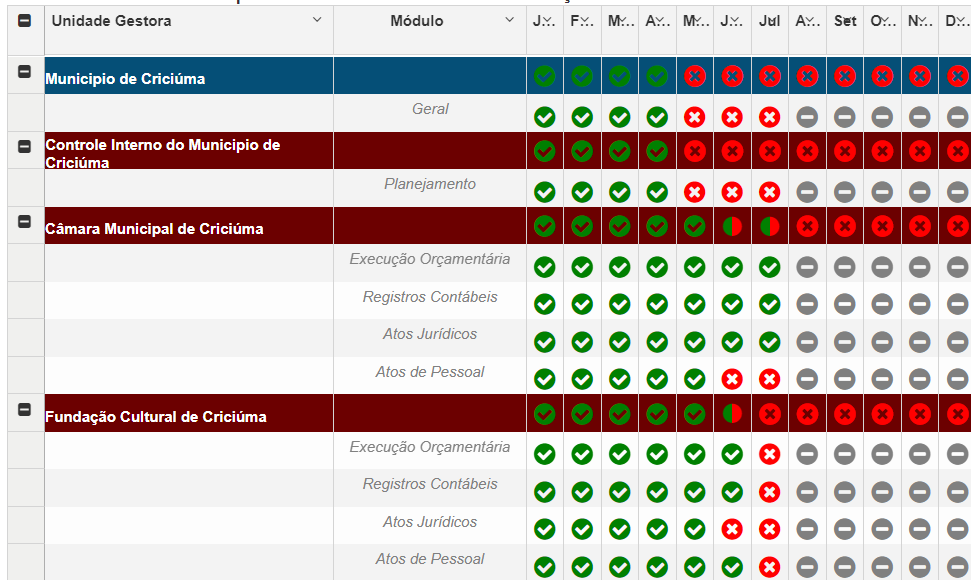 Unidade Gestora Módulo J... F... M... A... M... J... Jul A... Set O... N... D...
Municipio de Criciúma
Geral
Controle Interno do Municipio de
Criciúma
Planejamento
Câmara Municipal de Criciúma
Execução Orçamentária
Registros Contábeis
Atos Jurídicos
Atos de Pessoal
Fundação Cultural de Criciúma
Execução Orçamentária
Registros Contábeis
Atos Jurídicos
Atos de Pessoal